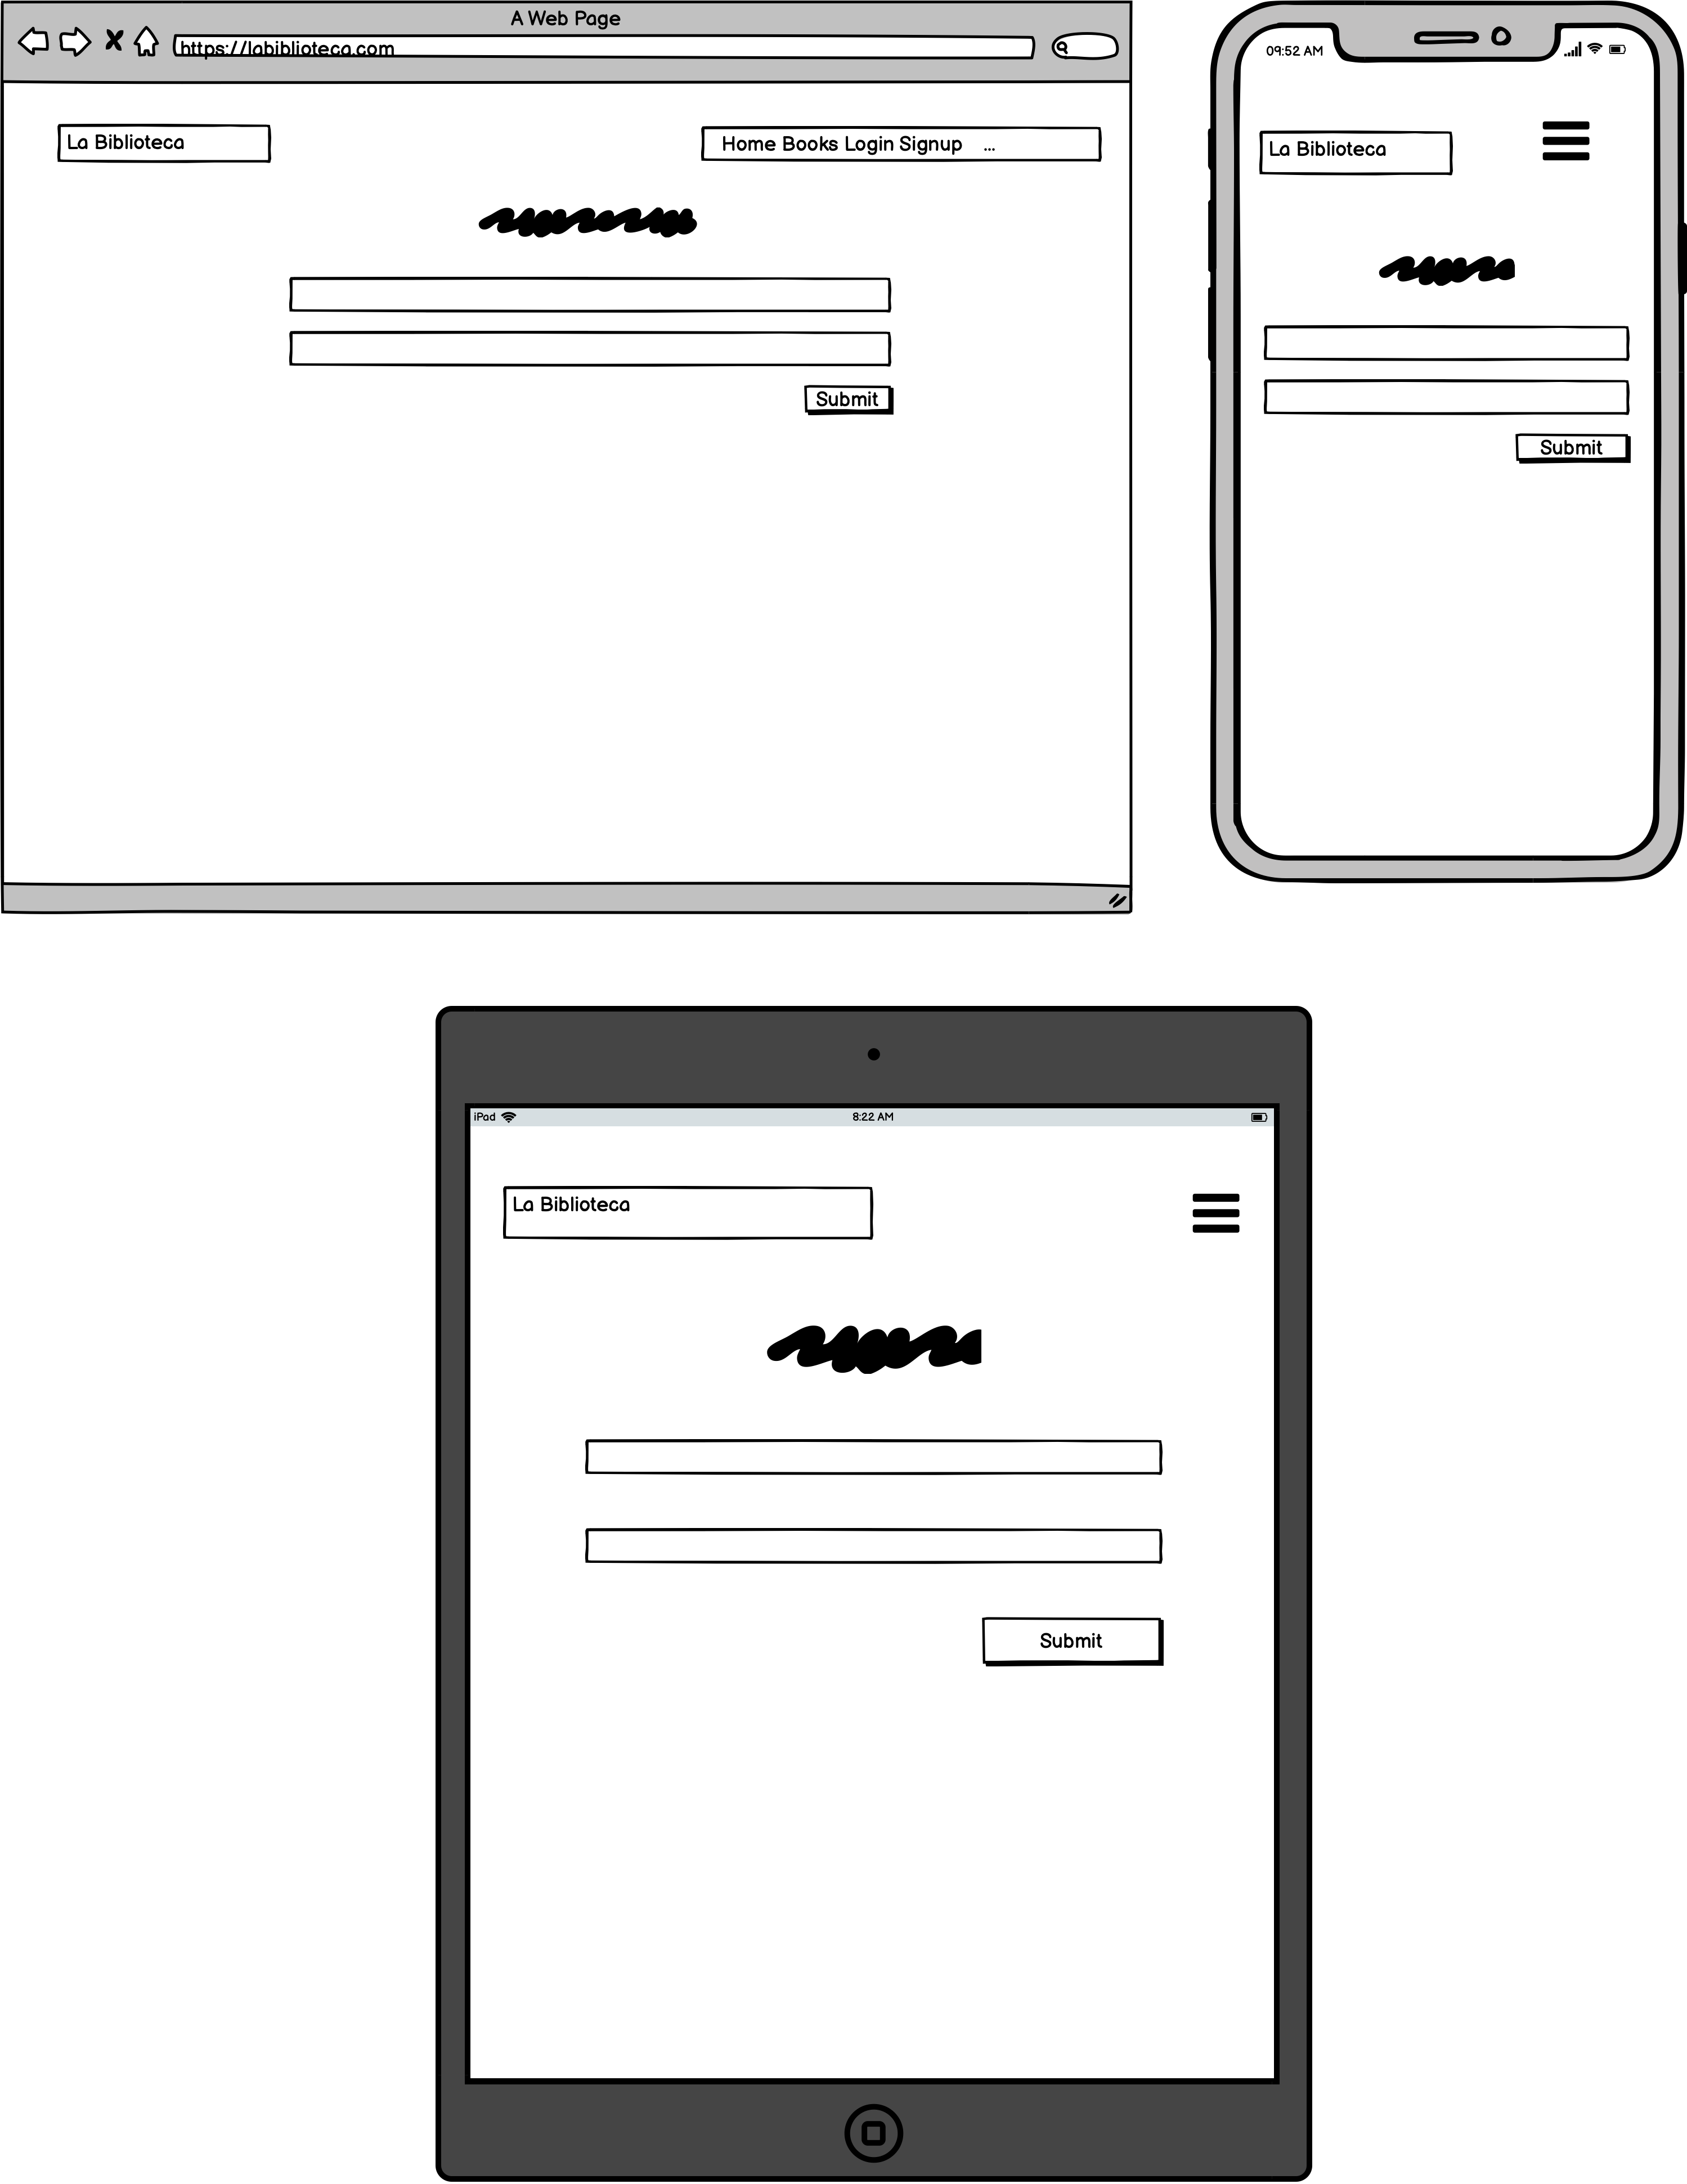 A Web Page
https://labiblioteca.com
La Biblioteca
Home Books Login Signup ...
Submit
09:52 AM
La Biblioteca
Submit
iPad 8:22 AM
La Biblioteca
Submit